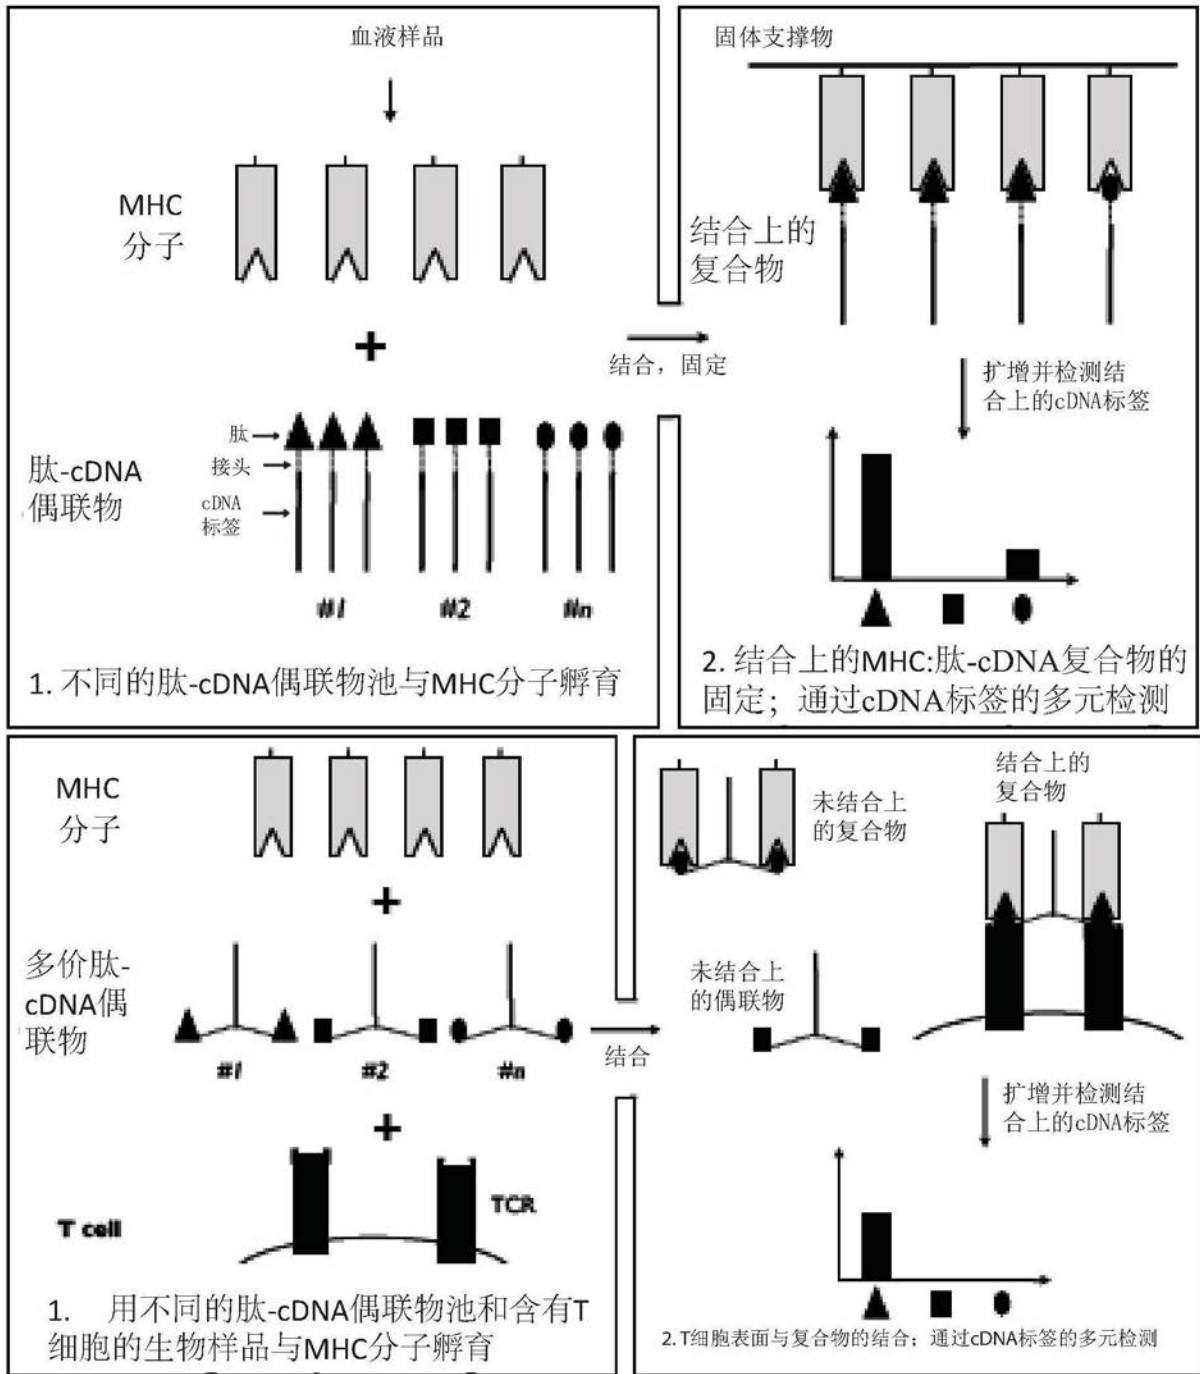 血液样品
MHC
分子
+
肽
接头
cDNA
标签
肽-cDNA
偶联物
#1
#2
#n
1. 不同的肽-cDNA偶联物池与MHC分子孵育
结合，固定
固体支撑物
结合上的
复合物
扩增并检测结
合上的cDNA标签
2. 结合上的MHC:肽-cDNA复合物的
固定；通过cDNA标签的多元检测
MHC
分子
+
多价肽-
cDNA偶
联物
#1
#2
#n
+
T cell
TCR
1. 用不同的肽-cDNA偶联物池和含有T
细胞的生物样品与MHC分子孵育
结合
未结合上
的复合物
结合上的
复合物
未结合上
的偶联物
扩增并检测结
合上的cDNA标签
2. T细胞表面与复合物的结合；通过cDNA标签的多元检测